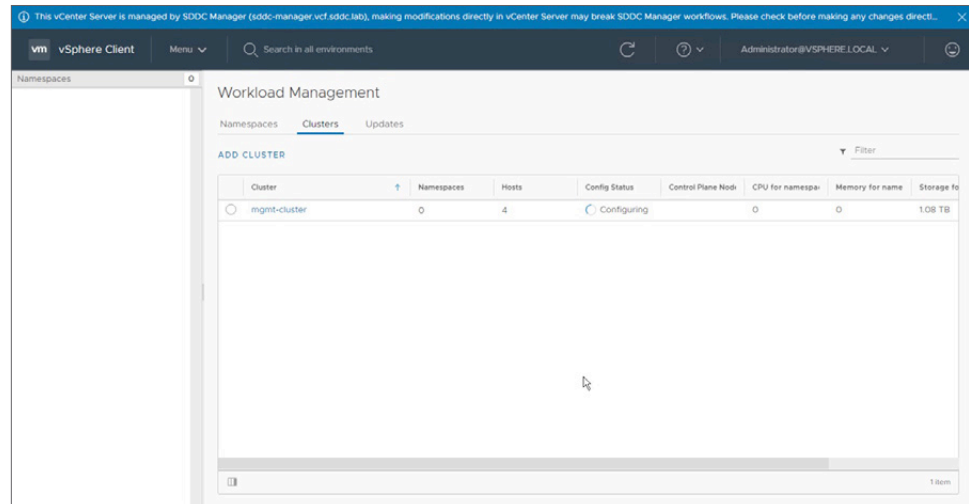 This vCenter Server is managed by SDDC Manager (sddc-manager.vcf.sddc.lab), making modifications directly in vCenter Server may break SDDC Manager workflows. Please check before making any changes directl...
vm vSphere Client Menu Search in all environments Administrator@VSPHERE.LOCAL
Namespaces 0
Workload Management
Namespaces Clusters Updates
ADD CLUSTER Filter
Cluster Namespaces Hosts Config Status Control Plane Node CPU for namespa Memory for name Storage fo
mgmt-cluster 0 4 Configuring 0 0 1.08 TB
1 item